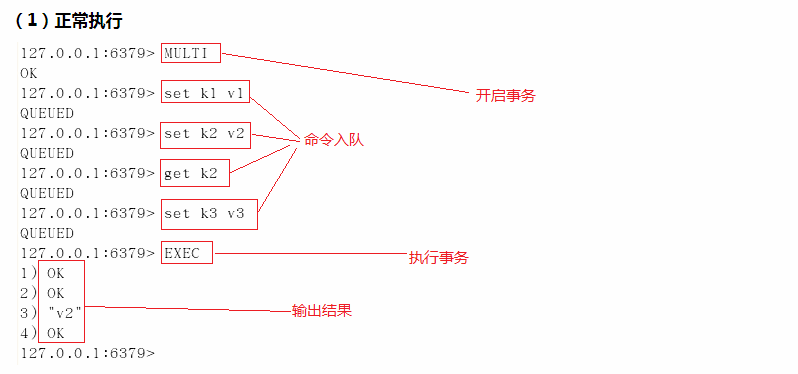 （1）正常执行
127.0.0.1:6379> MULTI
OK
开启事务
127.0.0.1:6379> set k1 v1
QUEUED
127.0.0.1:6379> set k2 v2
命令入队
QUEUED
127.0.0.1:6379> get k2
QUEUED
127.0.0.1:6379> set k3 v3
QUEUED
127.0.0.1:6379> EXEC
执行事务
1) OK
2) OK
3) "v2"
输出结果
4) OK
127.0.0.1:6379>